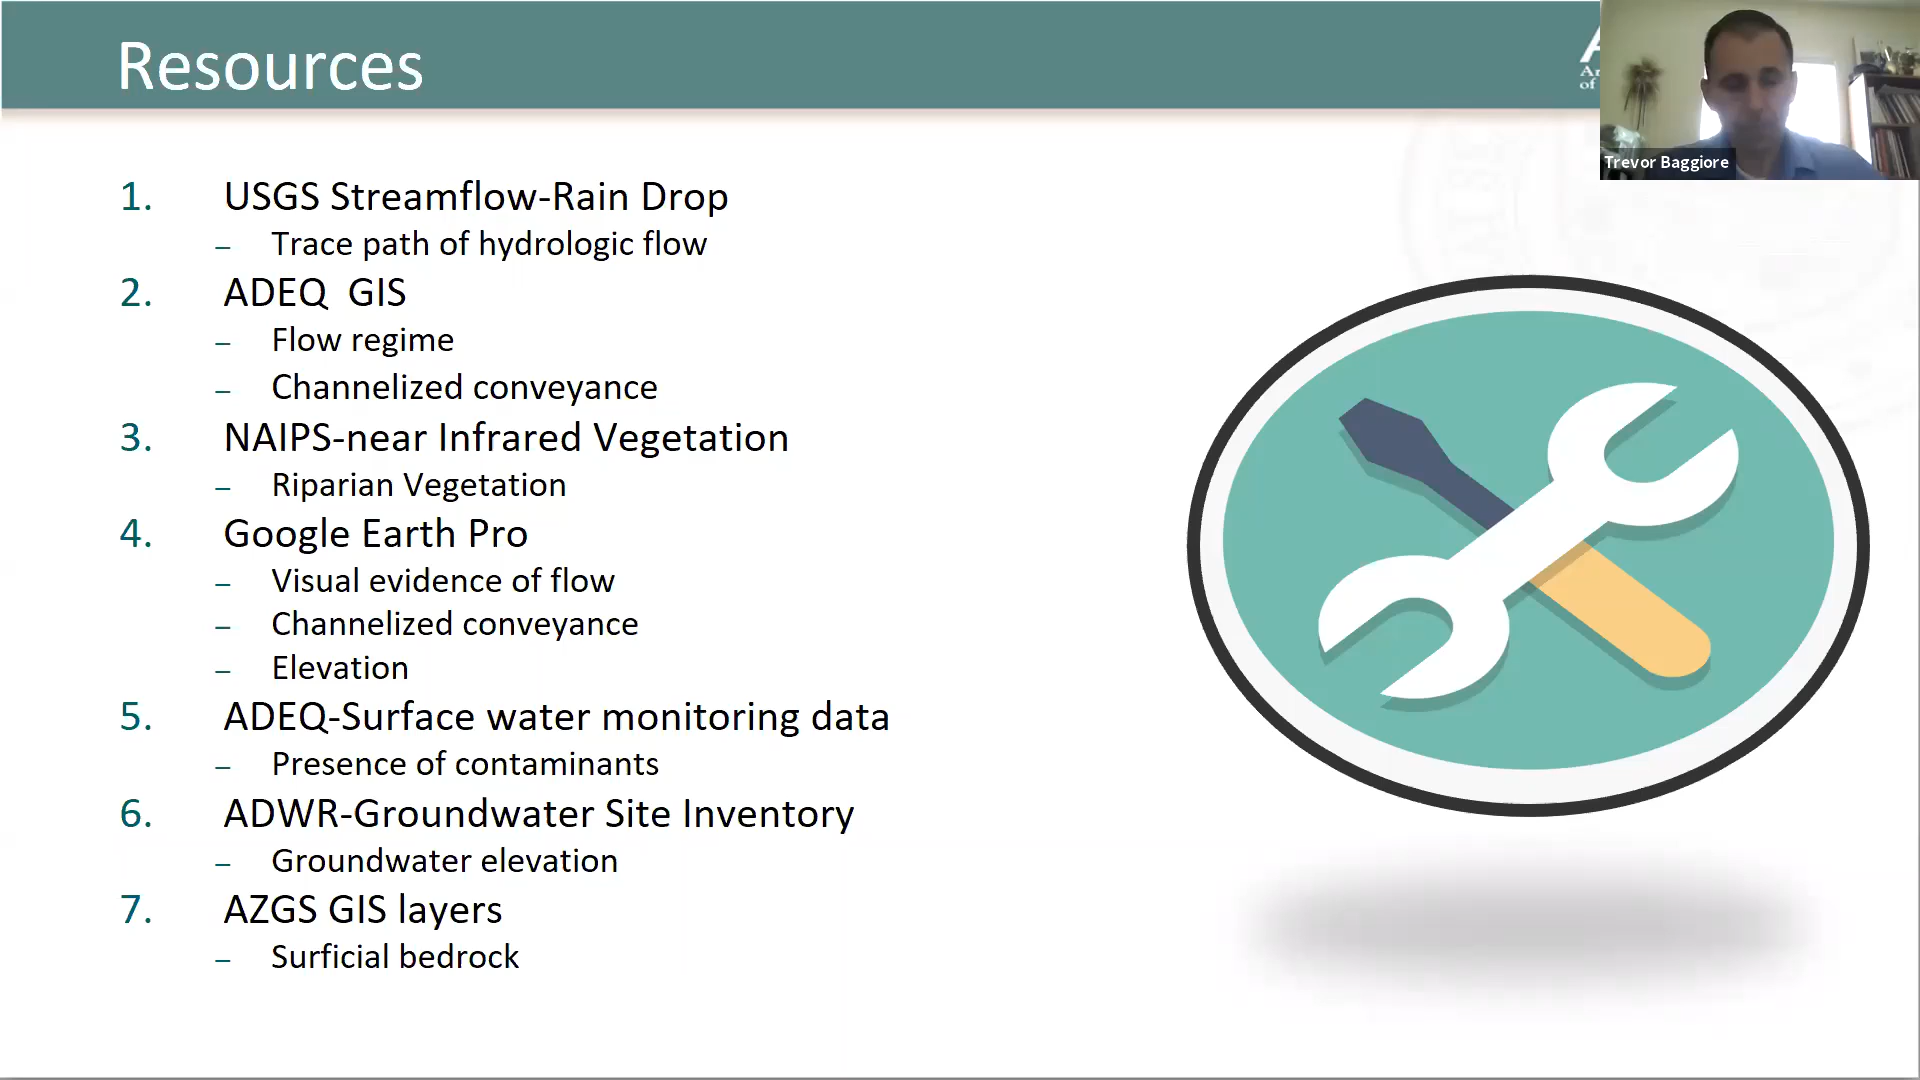 Resources
Trevor Baggiore
1. USGS Streamflow-Rain Drop
– Trace path of hydrologic flow
2. ADEQ GIS
– Flow regime
– Channelized conveyance
3. NAIPS-near Infrared Vegetation
– Riparian Vegetation
4. Google Earth Pro
– Visual evidence of flow
– Channelized conveyance
– Elevation
5. ADEQ-Surface water monitoring data
– Presence of contaminants
6. ADWR-Groundwater Site Inventory
– Groundwater elevation
7. AZGS GIS layers
– Surficial bedrock